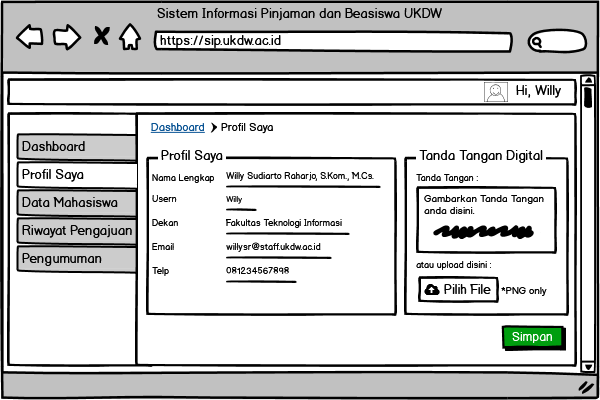 Sistem Informasi Pinjaman dan Beasiswa UKDW
https://sip.ukdw.ac.id
Hi, Willy
Dashboard
Profil Saya
Data Mahasiswa
Riwayat Pengajuan
Pengumuman
Dashboard > Profil Saya
Profil Saya
Nama Lengkap Willy Sudiarto Raharjo, S.Kom., M.Cs.
Usern Willy
Dekan Fakultas Teknologi Informasi
Email willysr@staff.ukdw.ac.id
Telp 081234567898
Tanda Tangan Digital
Tanda Tangan :
Gambarkan Tanda Tangan
anda disini.
atau upload disini :
Pilih File *PNG only
Simpan